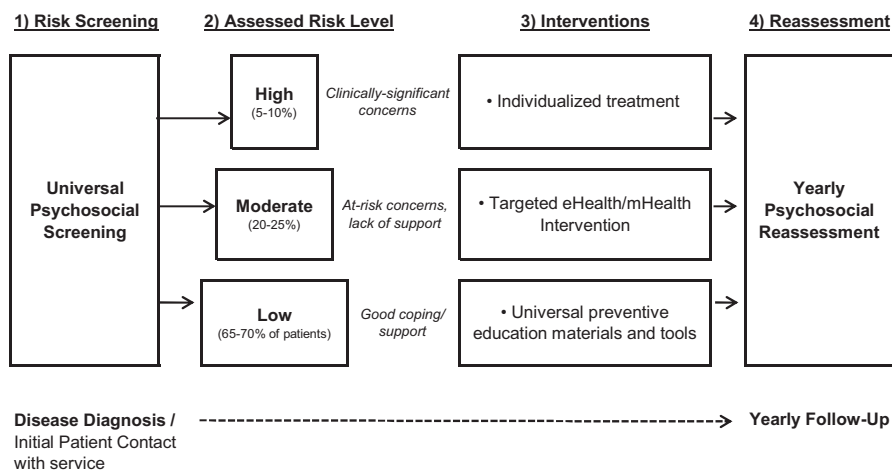 1) Risk Screening
2) Assessed Risk Level
3) Interventions
4) Reassessment
Universal
Psychosocial
Screening
High
(5-10%)
Clinically-significant
concerns
• Individualized treatment
Moderate
(20-25%)
At-risk concerns,
lack of support
• Targeted eHealth/mHealth
Intervention
Low
(65-70% of patients)
Good coping/
support
• Universal preventive
education materials and tools
Yearly
Psychosocial
Reassessment
Disease Diagnosis /
Initial Patient Contact
with service
Yearly Follow-Up